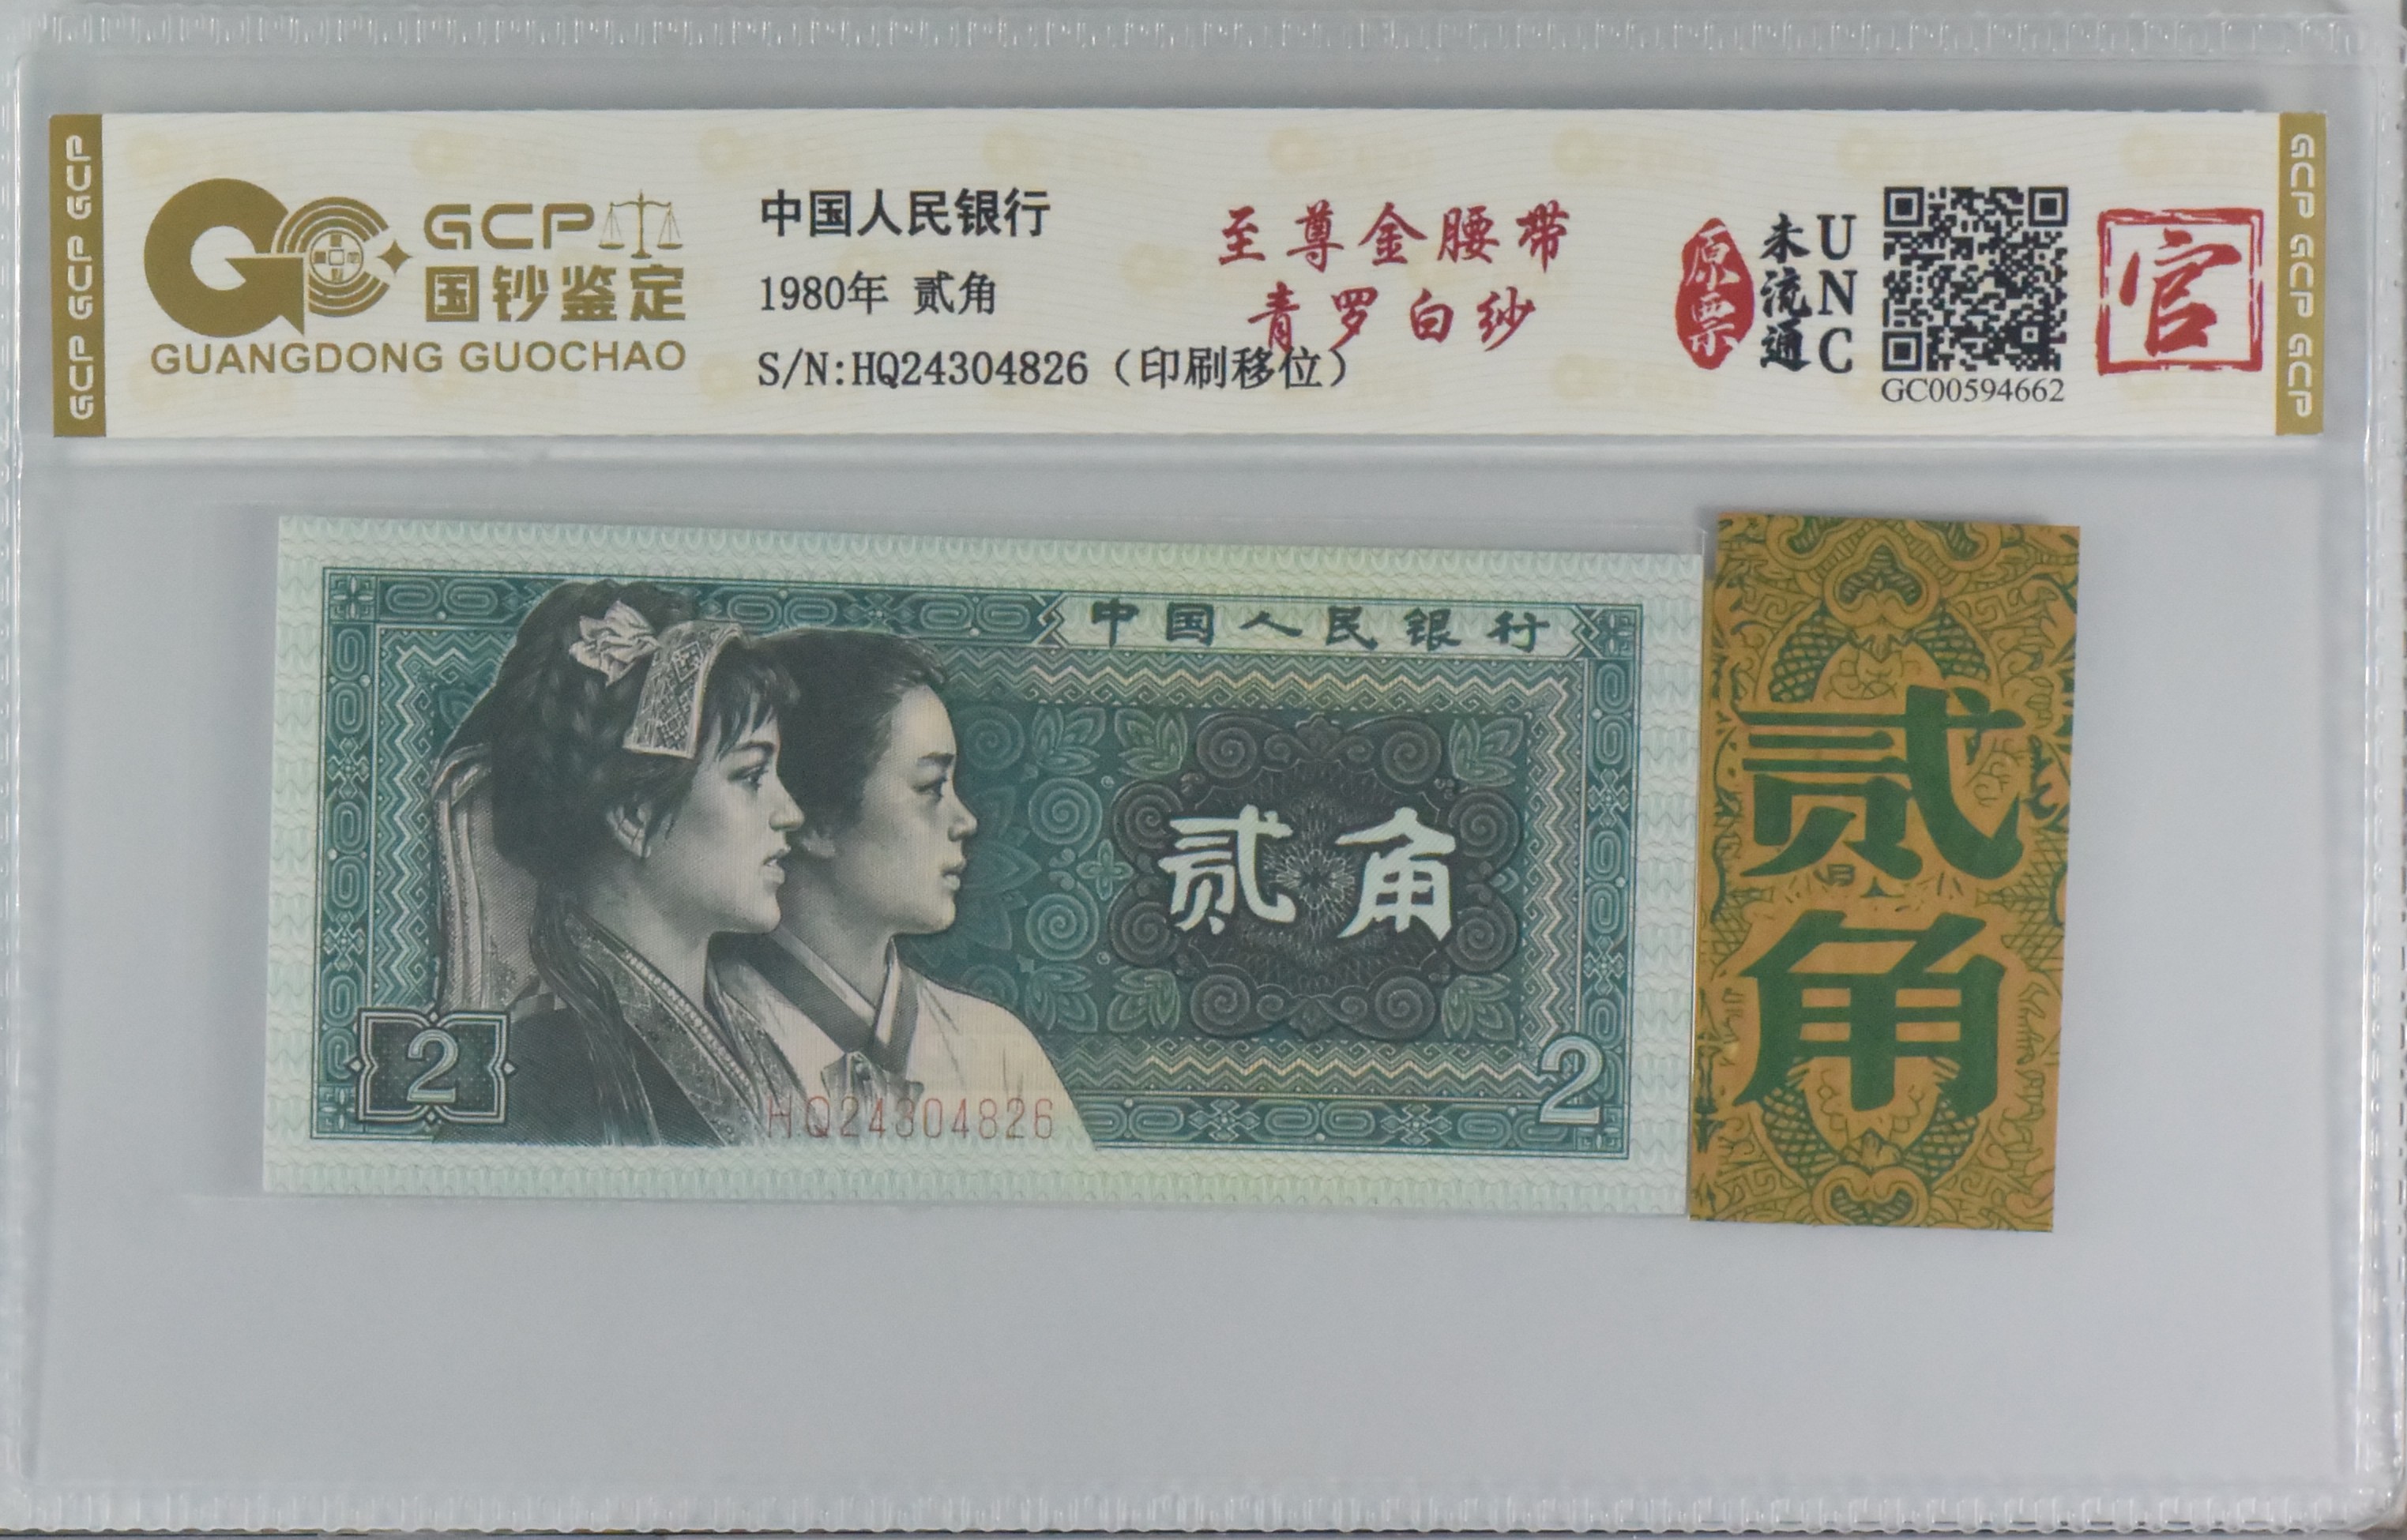 GCP GCP GCP
GCP
国钞鉴定
GUANGDONG GUOCHAO
中国人民银行
1980年 贰角
S/N:HQ24304826（印刷移位）
至尊金腰带
青罗白纱
原票
未流通
UNC
GC00594662
官
GCP GCP GCP
中国人民银行
贰角
2
2
HQ24304826
贰角